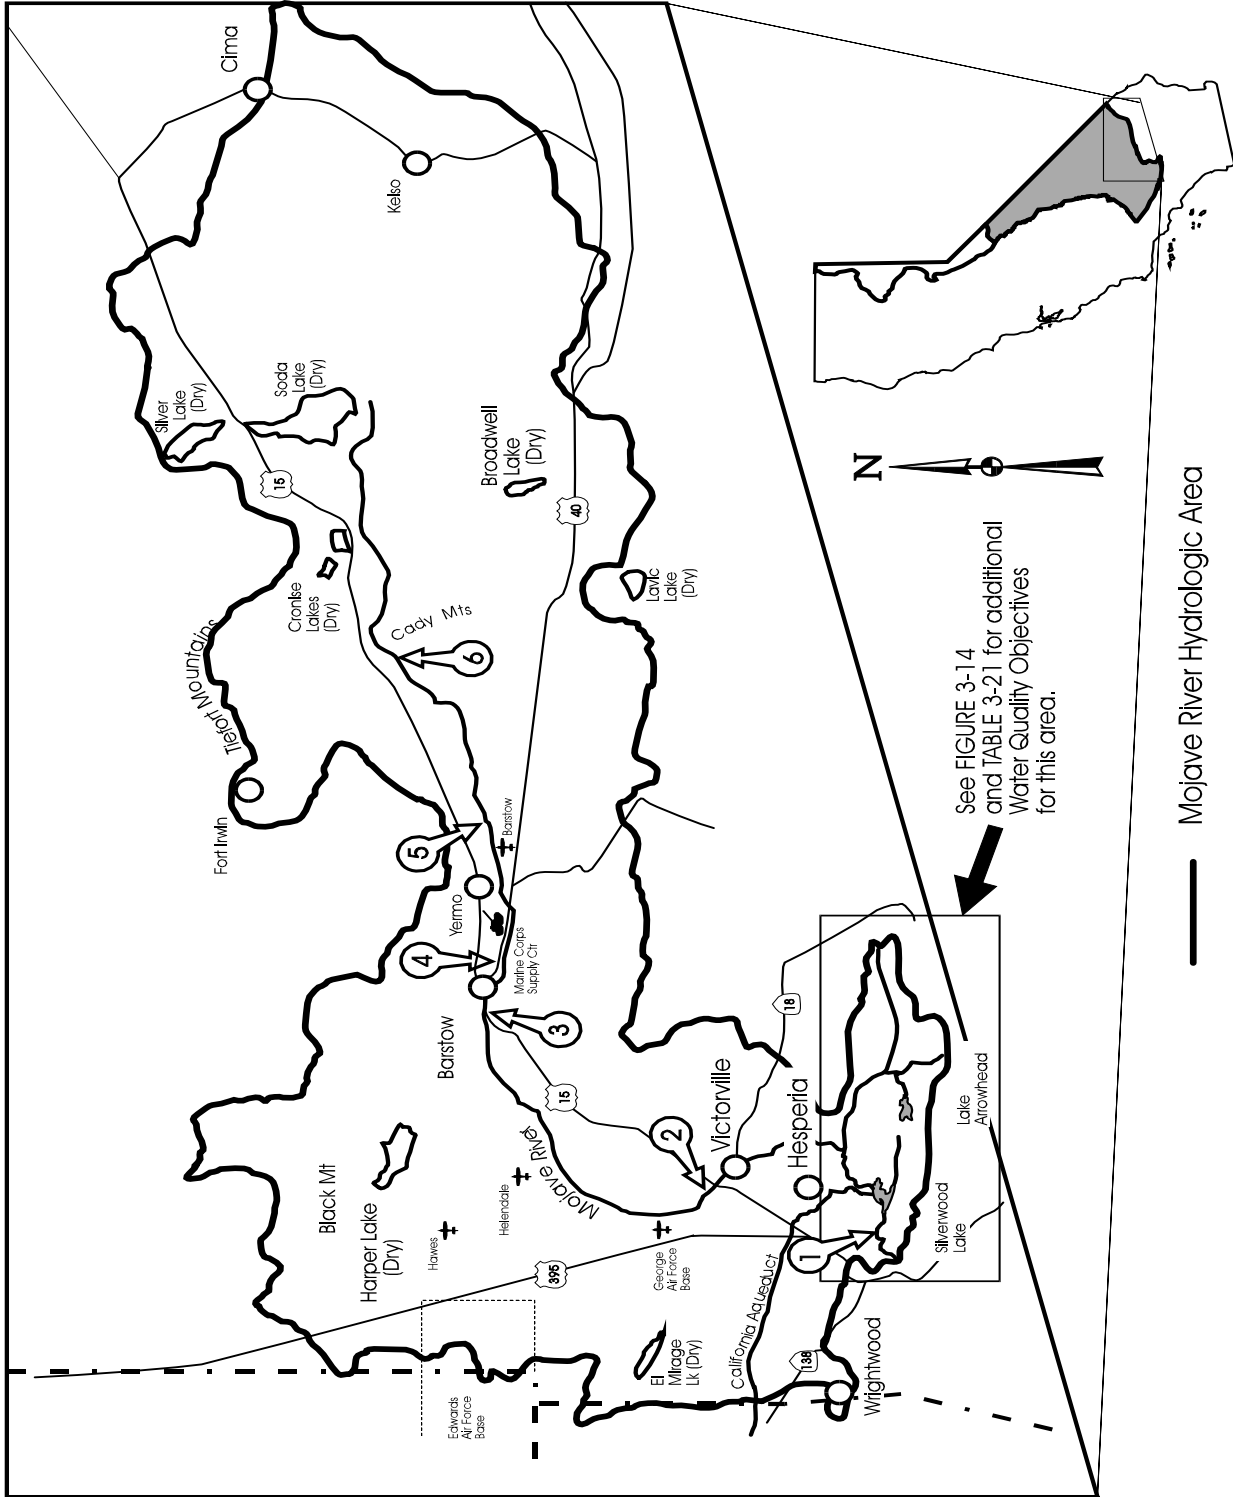 Cima
Kelso
Silver
Lake
(Dry)
Soda
Lake
(Dry)
15
Broadwell
Lake
(Dry)
40
Cronise
Lakes
(Dry)
Lavic
Lake
(Dry)
Cady Mts
6
Tiefort Mountains
Fort Irwin
5
Barstow
Yermo
4
Marine Corps
Supply Ctr
Barstow
3
15
Mojave River
2
Victorville
18
Hesperia
Black Mt
Harper Lake
(Dry)
Hawes
Helendale
George
Air Force
Base
395
Edwards
Air Force
Base
El
Mirage
Lk (Dry)
California Aqueduct
1
138
Wrightwood
Silverwood
Lake
Lake
Arrowhead
See FIGURE 3-14
and TABLE 3-21 for additional
Water Quality Objectives
for this area.
N
Mojave River Hydrologic Area